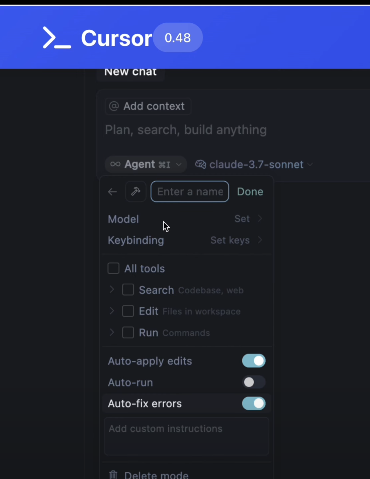 Cursor 0.48
New chat
@ Add context
Plan, search, build anything
∞ Agent ⌘I claude-3.7-sonnet
Enter a name Done
Model Set
Keybinding Set keys
All tools
Search Codebase, web
Edit Files in workspace
Run Commands
Auto-apply edits
Auto-run
Auto-fix errors
Add custom instructions
Delete mode